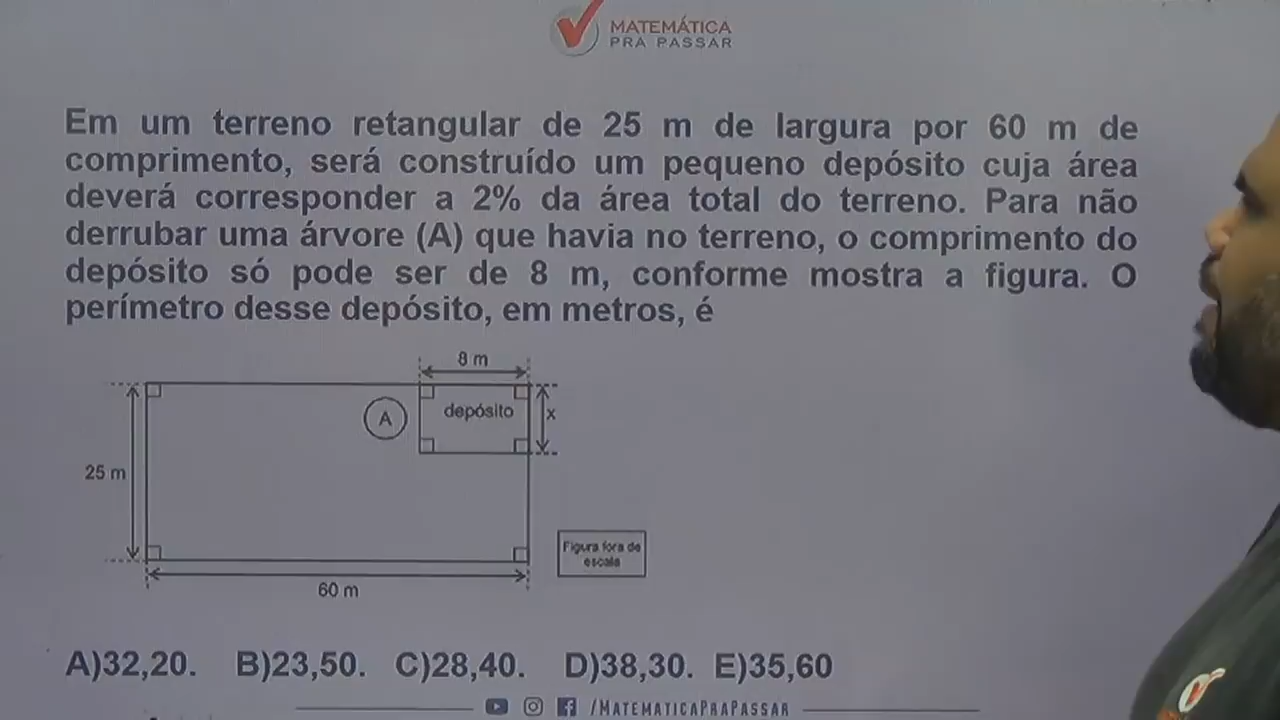 MATEMÁTICA
PRA PASSAR
Em um terreno retangular de 25 m de largura por 60 m de
comprimento, será construído um pequeno depósito cuja área
deverá corresponder a 2% da área total do terreno. Para não
derrubar uma árvore (A) que havia no terreno, o comprimento do
depósito só pode ser de 8 m, conforme mostra a figura. O
perímetro desse depósito, em metros, é
8 m
A
depósito
x
25 m
Figura fora de
escala
60 m
A)32,20. B)23,50. C)28,40. D)38,30. E)35,60
/MATEMATICAPRAPASSAR